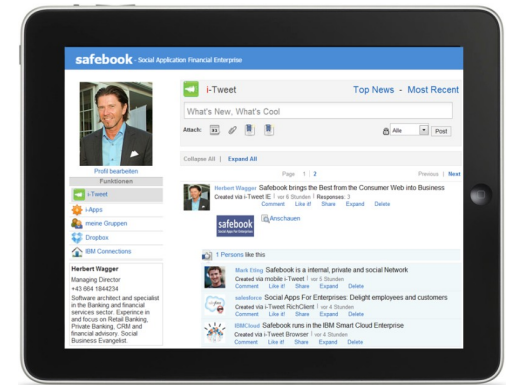 safebook - Social Application Financial Enterprise
i-Tweet
Top News - Most Recent
What's New, What's Cool
Attach:
Alle
Post
Collapse All | Expand All
Page 1 | 2
Previous | Next
Herbert Wagger Safebook brings the Best from the Consumer Web into Business
Created via i-Tweet IE | vor 6 Stunden | Responses: 3
Comment Like it! Share Expand Delete
safebook
Social Apps For Enterprises
Anschauen
1 Persons like this
Mark Eting Safebook is a internal, private and social Network
Created via mobile i-Tweet | vor 5 Stunden
Comment Like it! Share Expand Delete
salesforce Social Apps For Enterprises: Delight employees and customers
Created via i-Tweet RichClient | vor 4 Stunden
Comment Like it! Share Expand Delete
IBMCloud Safebook runs in the IBM Smart Cloud Enterprise
Created via i-Tweet Browser | vor 5 Stunden
Comment Like it! Share Expand Delete
Profil bearbeiten
Funktionen
i-Tweet
i-Apps
meine Gruppen
Dropbox
IBM Connections
Herbert Wagger
Managing Director
+43 664 1844234
Software architect and specialist
in the Banking and financial
services sector. Experince in
and focus on Retail Banking,
Private Banking, CRM and
financial advisory. Social
Business Evangelist.